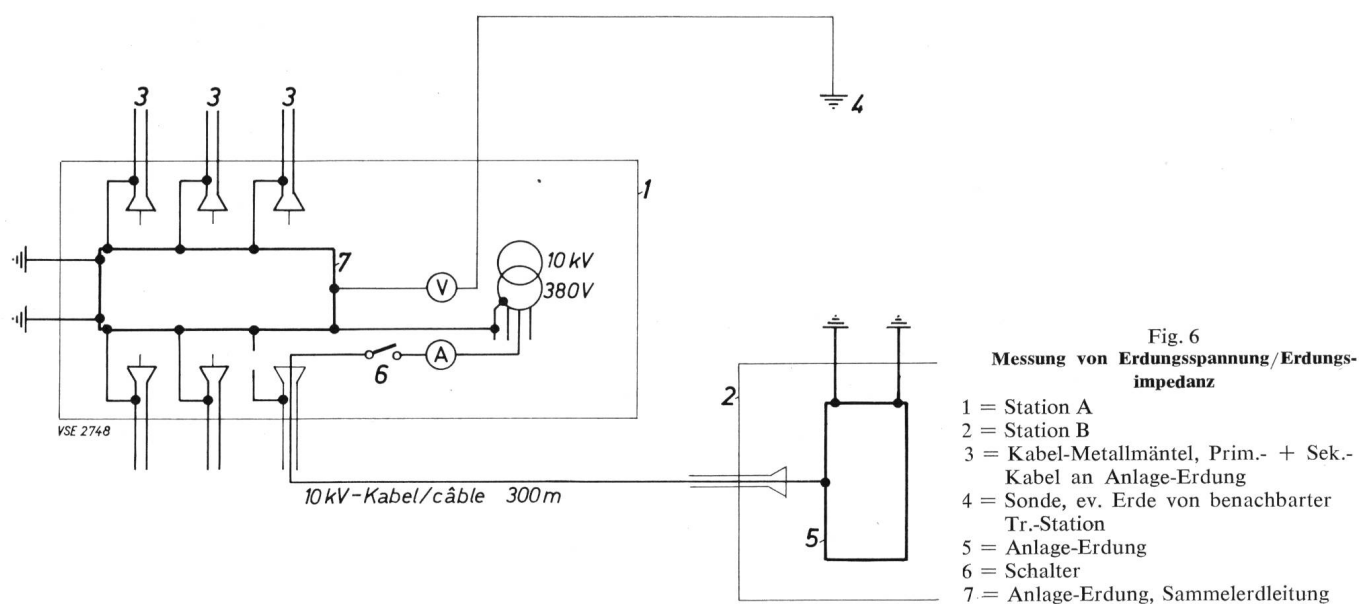 3 3 3
4
1
7
V
10 kV
380V
A
6
2
VSE 2748
10 kV-Kabel/câble 300 m
5
Fig. 6
Messung von Erdungsspannung/Erdungs-
impedanz
1 = Station A
2 = Station B
3 = Kabel-Metallmäntel, Prim.- + Sek.-
Kabel an Anlage-Erdung
4 = Sonde, ev. Erde von benachbarter
Tr.-Station
5 = Anlage-Erdung
6 = Schalter
7 = Anlage-Erdung, Sammelerdleitung